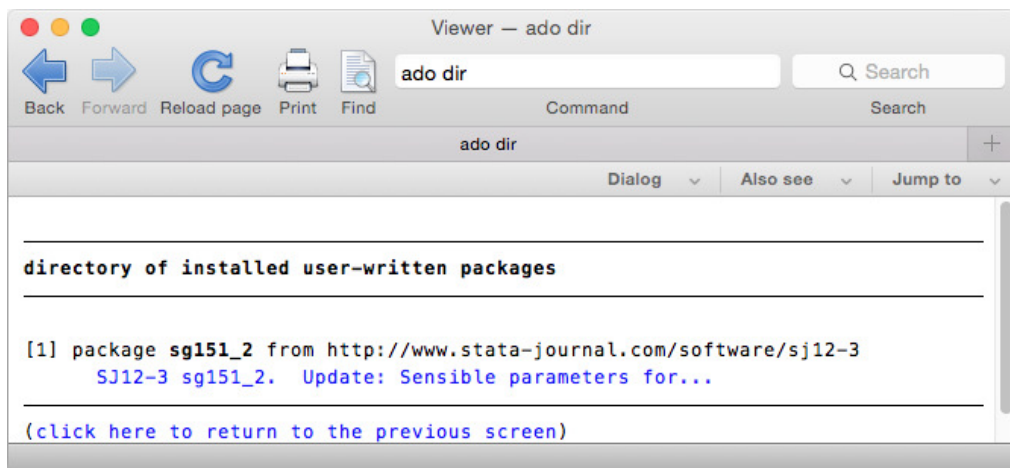 Viewer — ado dir
ado dir
Search
Back Forward Reload page Print Find Command Search
ado dir
Dialog Also see Jump to
directory of installed user-written packages
[1] package sg151_2 from http://www.stata-journal.com/software/sj12-3
SJ12-3 sg151_2.  Update: Sensible parameters for...
(click here to return to the previous screen)